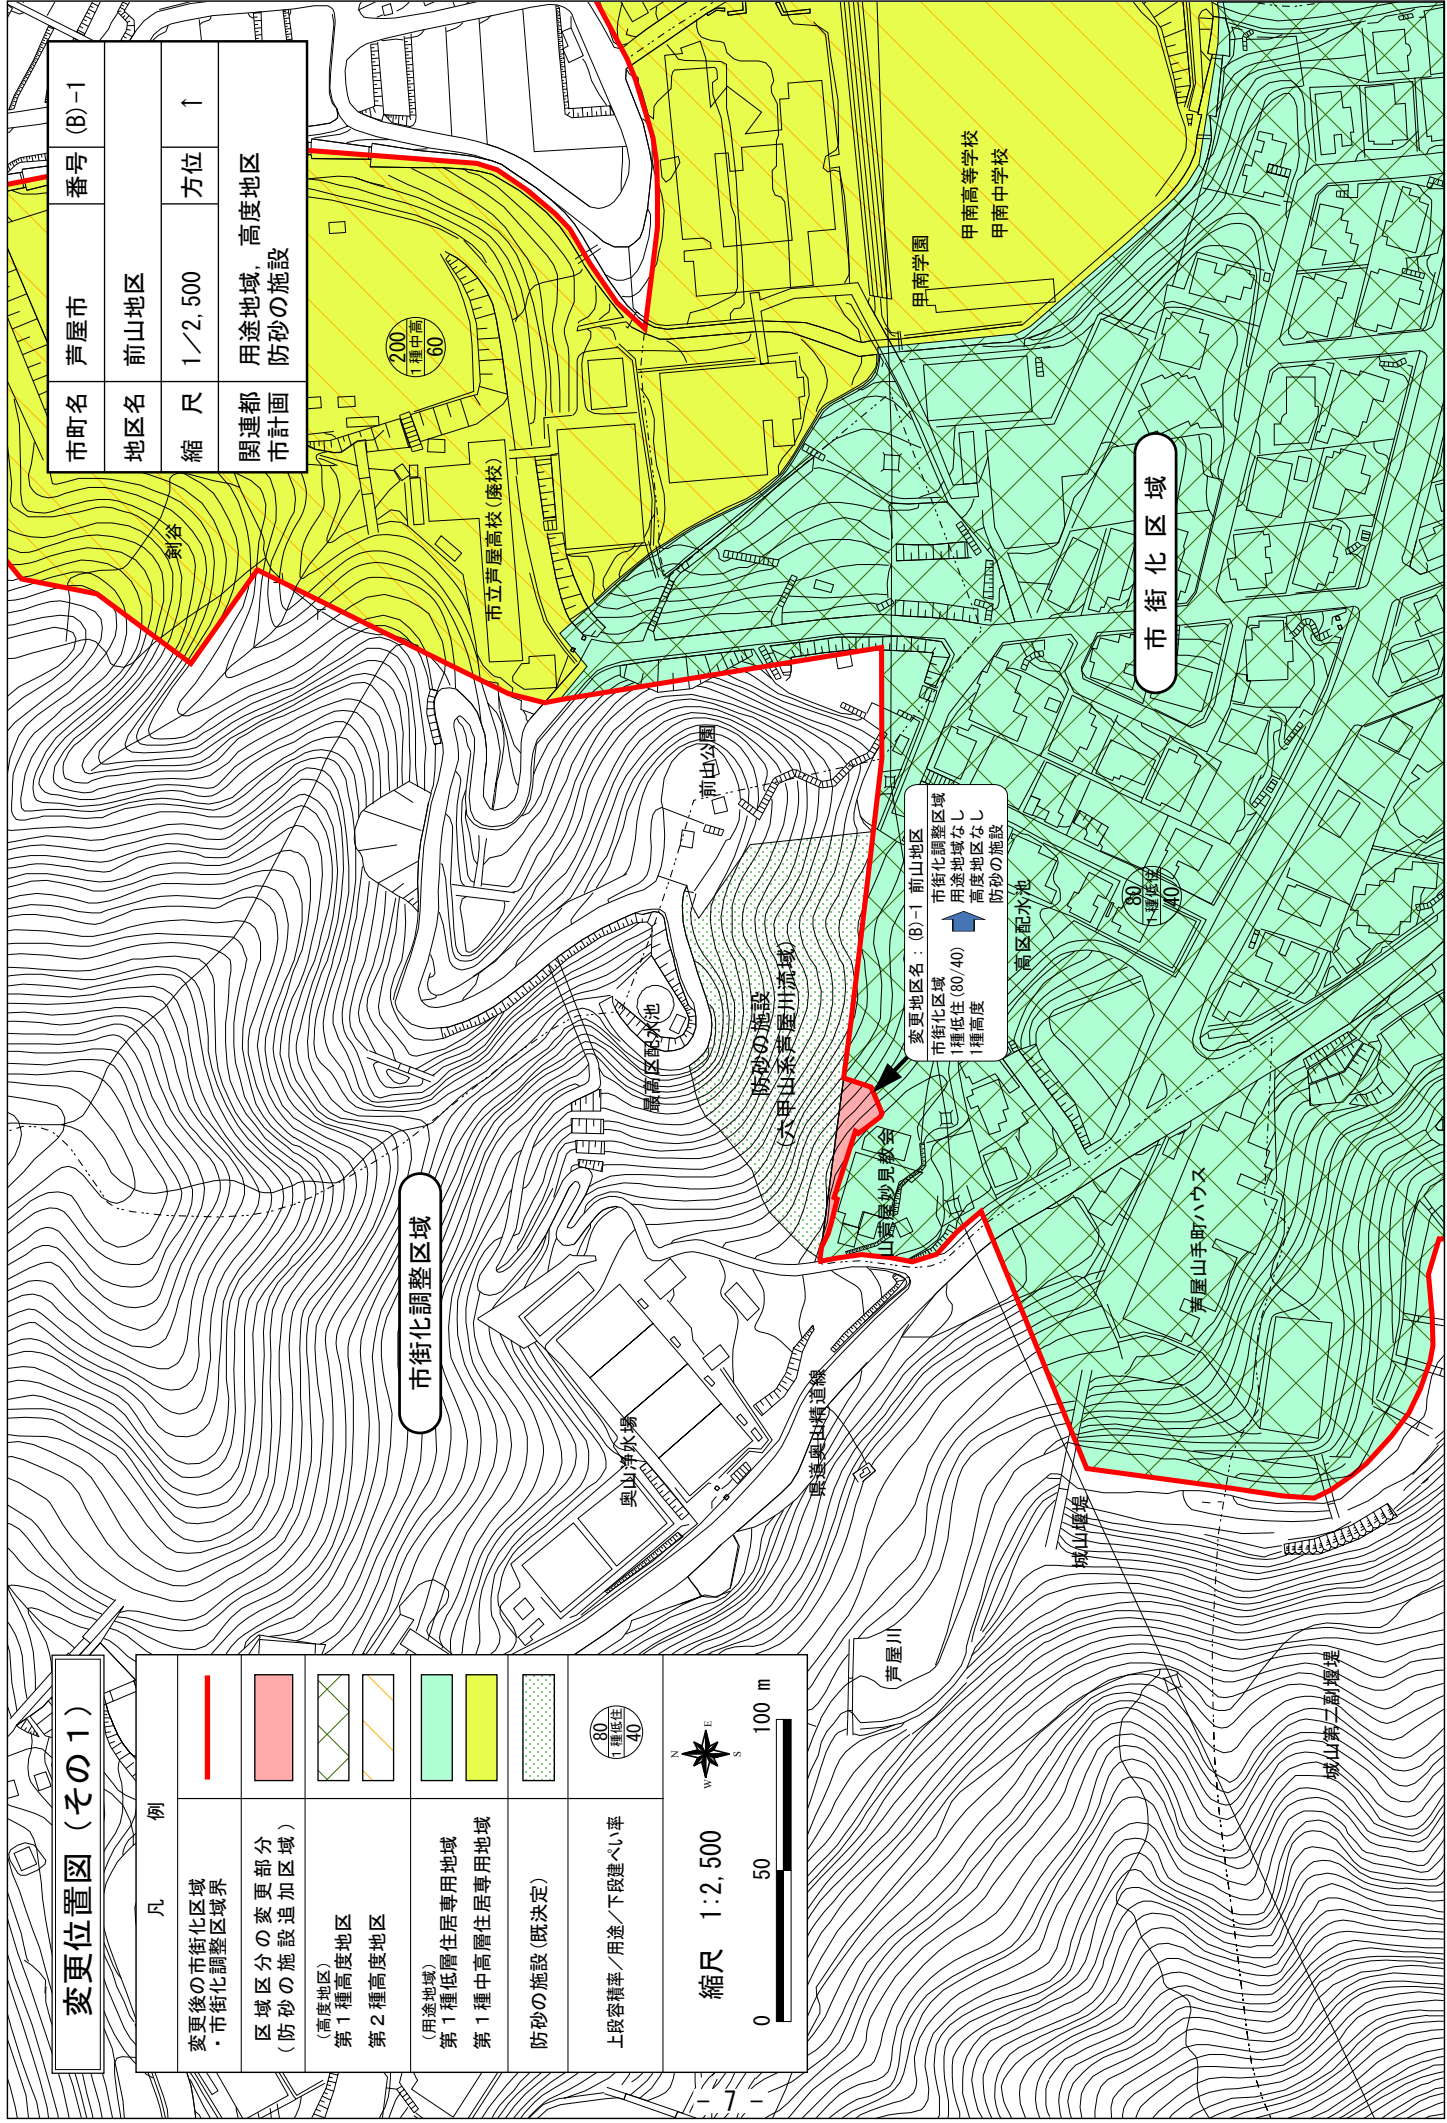 変更位置図（その１）
凡　例
変更後の市街化区域
・市街化調整区域界
区域区分の変更部分
（防砂の施設追加区域）
(高度地区)
第１種高度地区
第２種高度地区
(用途地域)
第１種低層住居専用地域
第１種中高層住居専用地域
防砂の施設(既決定)
上段容積率／用途／下段建ぺい率
80
1種低住
40
縮尺　1:2,500
N
E
S
W
0
50
100 m
市町名
芦屋市
番号
(B)-1
地区名
前山地区
縮　尺
1／2,500
方位
↑
関連都
市計画
用途地域，高度地区
防砂の施設
剣谷
200
1種中高
60
市立芦屋高校(廃校)
甲南学園
甲南高等学校
甲南中学校
市街化区域
市街化調整区域
前山公園
最高区配水池
防砂の施設
(六甲山系芦屋川流域)
変更地区名：(B)-1 前山地区
市街化区域
1種低住(80/40)
1種高度
市街化調整区域
用途地域なし
高度地区なし
防砂の施設
高区配水池
80
1種低住
40
山芦屋妙見教会
芦屋山手町ハウス
奥山浄水場
県道奥山精道線
芦屋川
城山堰堤
城山第二副堰堤
- 7 -